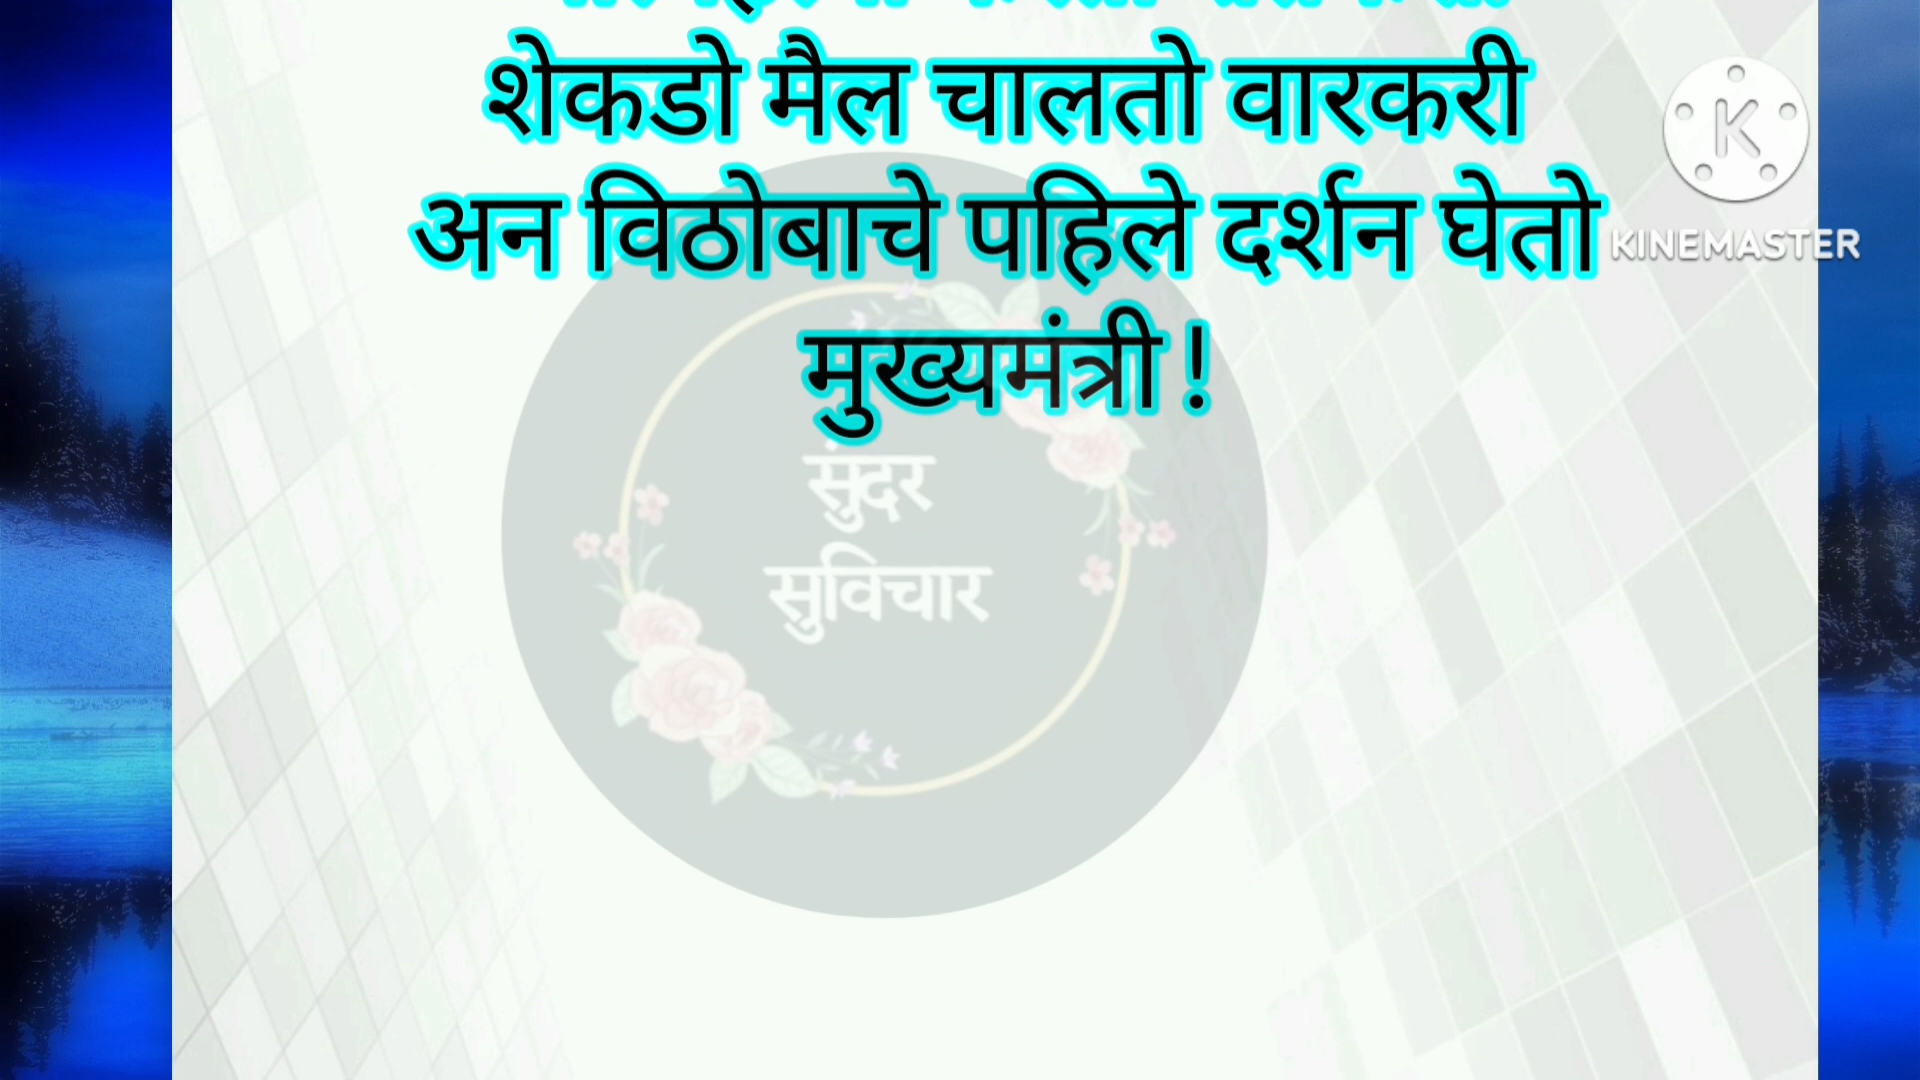 शेकडो मैल चालतो वारकरी
अन विठोबाचे पहिले दर्शन घेतो
मुख्यमंत्री !
सुंदर
सुविचार
K
KINEMASTER